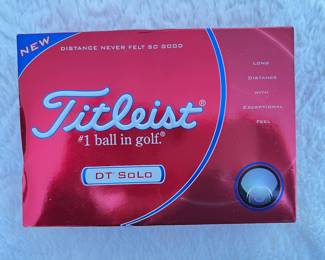 NEW
DISTANCE NEVER FELT SO GOOD
LONG
DISTANCE
WITH
EXCEPTIONAL
FEEL
Titleist®
#1 ball in golf.®
DT® SoLo